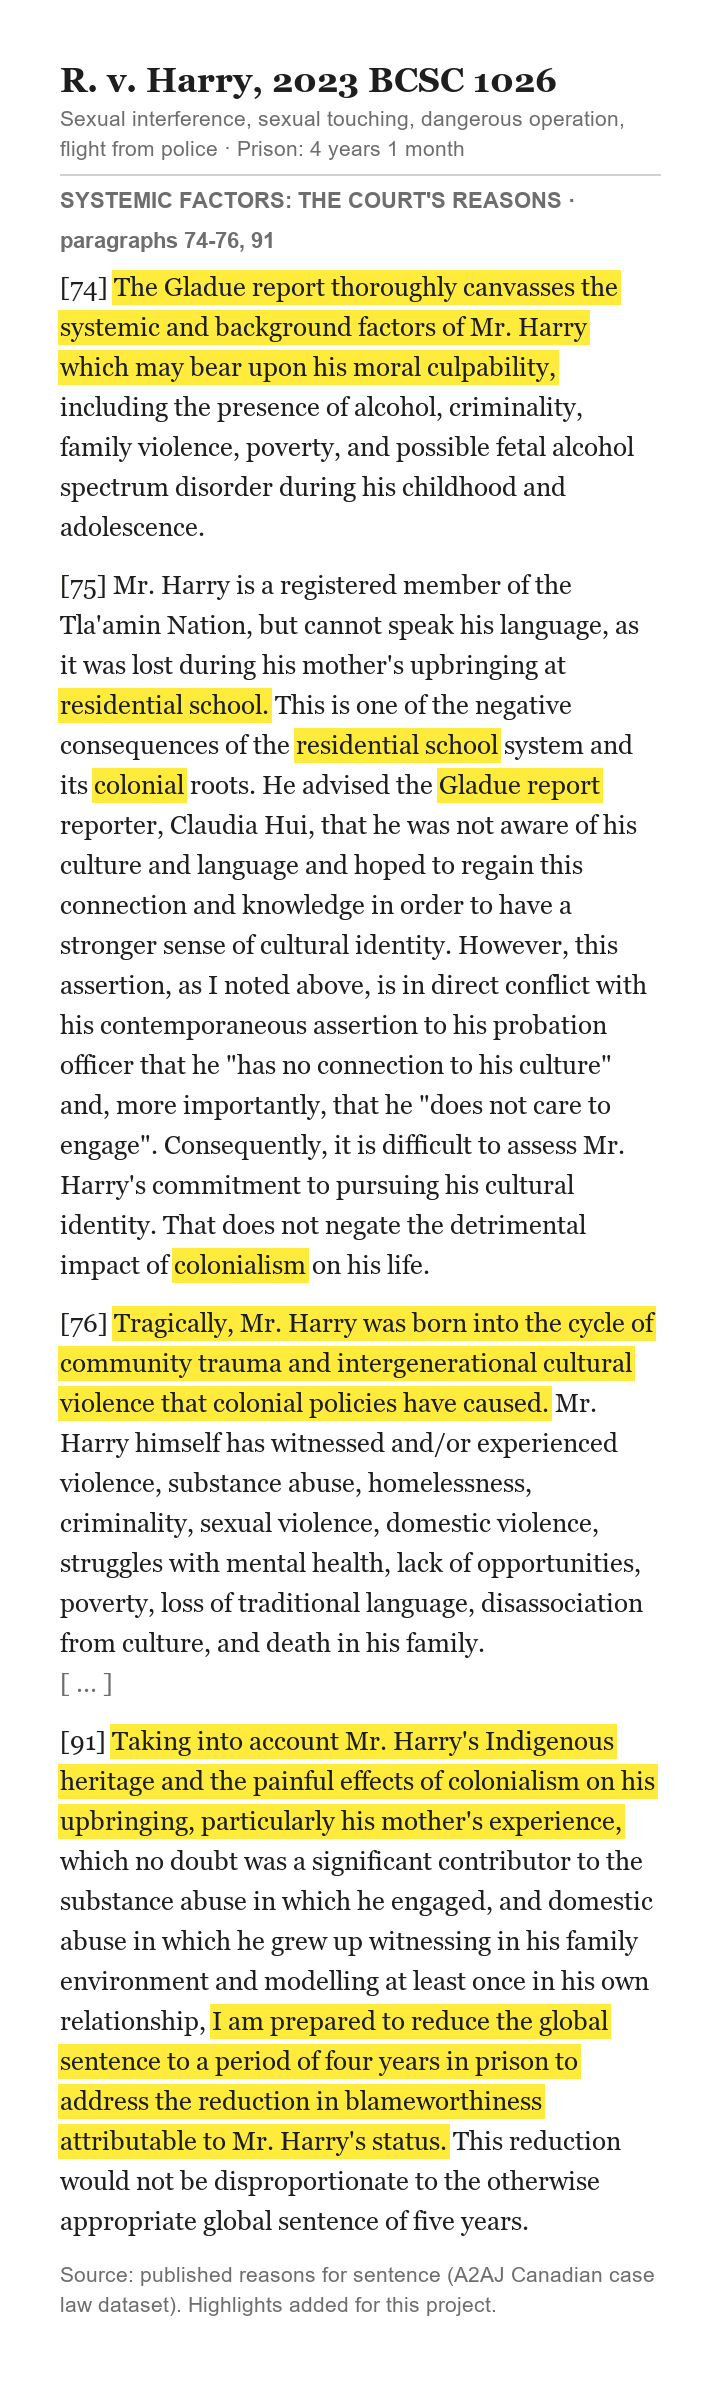 R. v. Harry, 2023 BCSC 1026
Sexual interference, sexual touching, dangerous operation,
flight from police · Prison: 4 years 1 month
SYSTEMIC FACTORS: THE COURT'S REASONS ·
paragraphs 74-76, 91
[74] The Gladue report thoroughly canvasses the
systemic and background factors of Mr. Harry
which may bear upon his moral culpability,
including the presence of alcohol, criminality,
family violence, poverty, and possible fetal alcohol
spectrum disorder during his childhood and
adolescence.
[75] Mr. Harry is a registered member of the
Tla'amin Nation, but cannot speak his language, as
it was lost during his mother's upbringing at
residential school. This is one of the negative
consequences of the residential school system and
its colonial roots. He advised the Gladue report
reporter, Claudia Hui, that he was not aware of his
culture and language and hoped to regain this
connection and knowledge in order to have a
stronger sense of cultural identity. However, this
assertion, as I noted above, is in direct conflict with
his contemporaneous assertion to his probation
officer that he "has no connection to his culture"
and, more importantly, that he "does not care to
engage". Consequently, it is difficult to assess Mr.
Harry's commitment to pursuing his cultural
identity. That does not negate the detrimental
impact of colonialism on his life.
[76] Tragically, Mr. Harry was born into the cycle of
community trauma and intergenerational cultural
violence that colonial policies have caused. Mr.
Harry himself has witnessed and/or experienced
violence, substance abuse, homelessness,
criminality, sexual violence, domestic violence,
struggles with mental health, lack of opportunities,
poverty, loss of traditional language, disassociation
from culture, and death in his family.
[ ... ]
[91] Taking into account Mr. Harry's Indigenous
heritage and the painful effects of colonialism on his
upbringing, particularly his mother's experience,
which no doubt was a significant contributor to the
substance abuse in which he engaged, and domestic
abuse in which he grew up witnessing in his family
environment and modelling at least once in his own
relationship, I am prepared to reduce the global
sentence to a period of four years in prison to
address the reduction in blameworthiness
attributable to Mr. Harry's status. This reduction
would not be disproportionate to the otherwise
appropriate global sentence of five years.
Source: published reasons for sentence (A2AJ Canadian case
law dataset). Highlights added for this project.